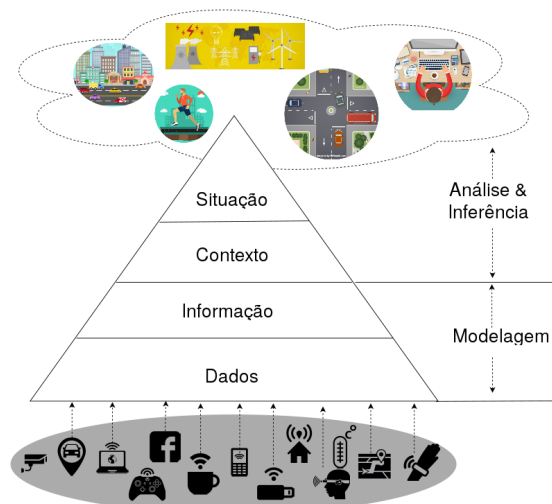 Situação
Contexto
Informação
Dados
Análise &
Inferência
Modelagem